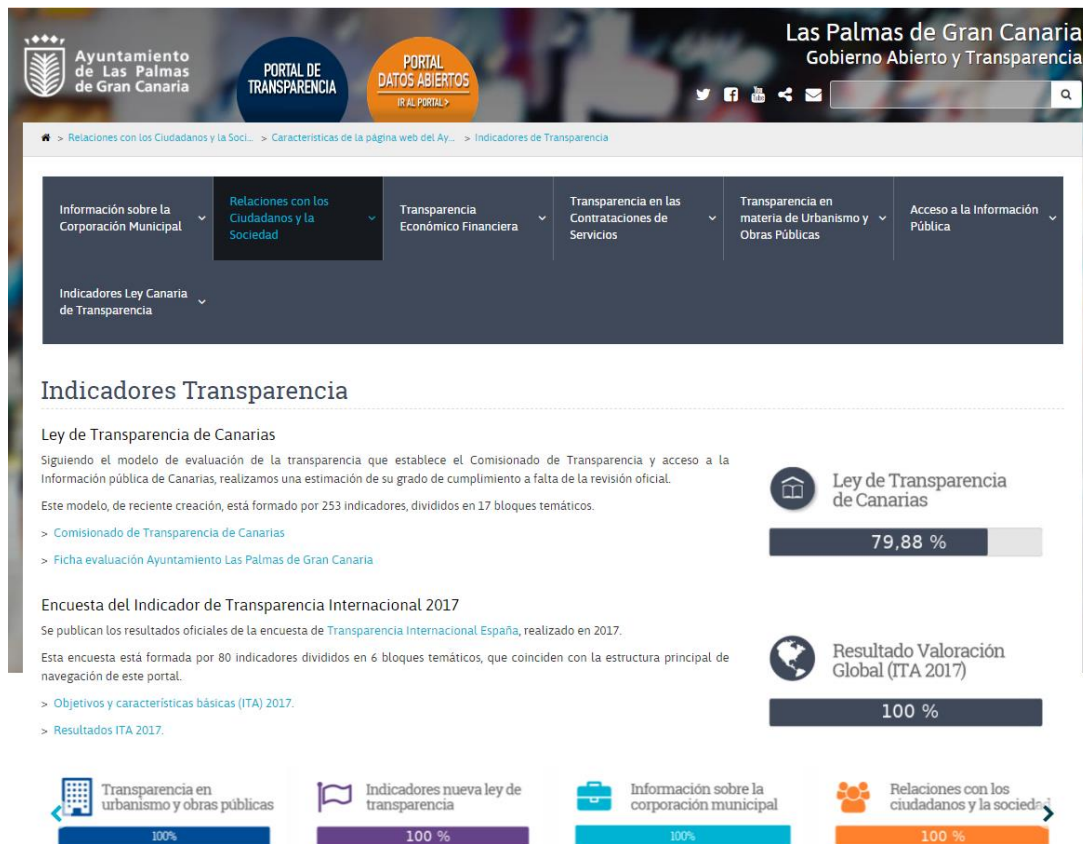 Ayuntamiento
de Las Palmas
de Gran Canaria
PORTAL DE
TRANSPARENCIA
PORTAL
DATOS ABIERTOS
IR AL PORTAL >
Las Palmas de Gran Canaria
Gobierno Abierto y Transparencia
> Relaciones con los Ciudadanos y la Soci... > Características de la página web del Ay... > Indicadores de Transparencia
Información sobre la
Corporación Municipal
Relaciones con los
Ciudadanos y la
Sociedad
Transparencia
Económico Financiera
Transparencia en las
Contrataciones de
Servicios
Transparencia en
materia de Urbanismo y
Obras Públicas
Acceso a la Información
Pública
Indicadores Ley Canaria
de Transparencia
Indicadores Transparencia
Ley de Transparencia de Canarias
Siguiendo el modelo de evaluación de la transparencia que establece el Comisionado de Transparencia y acceso a la
Información pública de Canarias, realizamos una estimación de su grado de cumplimiento a falta de la revisión oficial.
Este modelo, de reciente creación, está formado por 253 indicadores, divididos en 17 bloques temáticos.
> Comisionado de Transparencia de Canarias
> Ficha evaluación Ayuntamiento Las Palmas de Gran Canaria
Ley de Transparencia
de Canarias
79,88 %
Encuesta del Indicador de Transparencia Internacional 2017
Se publican los resultados oficiales de la encuesta de Transparencia Internacional España, realizado en 2017.
Esta encuesta está formada por 80 indicadores divididos en 6 bloques temáticos, que coinciden con la estructura principal de
navegación de este portal.
> Objetivos y características básicas (ITA) 2017.
> Resultados ITA 2017.
Resultado Valoración
Global (ITA 2017)
100 %
Transparencia en
urbanismo y obras públicas
100%
Indicadores nueva ley de
transparencia
100 %
Información sobre la
corporación municipal
100%
Relaciones con los
ciudadanos y la sociedad
100 %